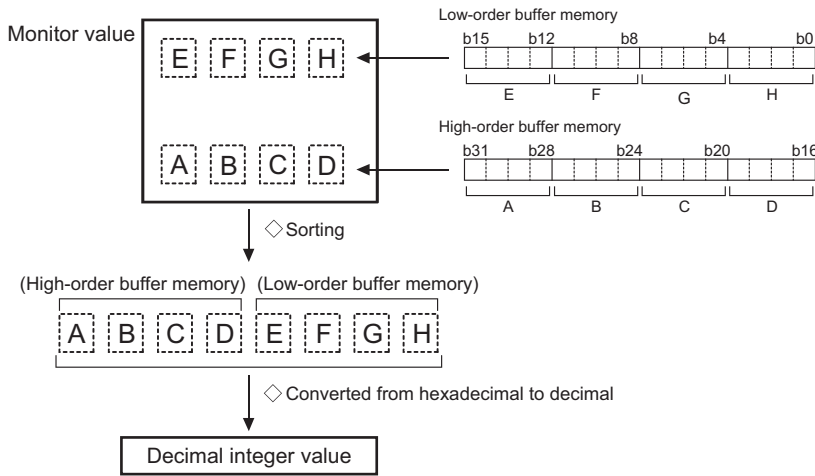 Monitor value
E F G H
A B C D
Low-order buffer memory
b15 b12 b8 b4 b0
E F G H
High-order buffer memory
b31 b28 b24 b20 b16
A B C D
◇ Sorting
(High-order buffer memory) (Low-order buffer memory)
A B C D E F G H
◇ Converted from hexadecimal to decimal
Decimal integer value